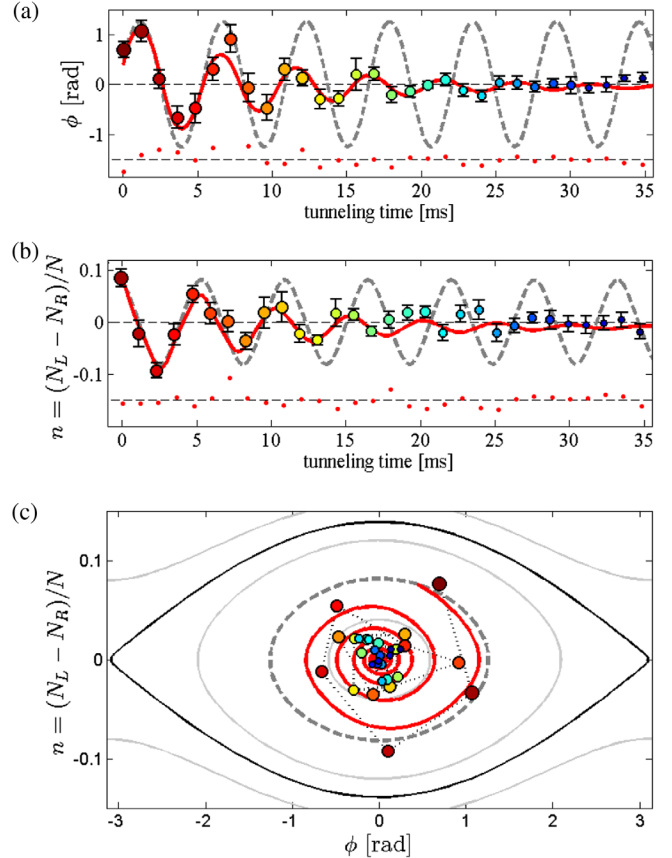 (a)
1
0
-1
ϕ [rad]
0 5 10 15 20 25 30 35
tunneling time [ms]
(b)
0.1
0
-0.1
n = (N_L − N_R)/N
0 5 10 15 20 25 30 35
tunneling time [ms]
(c)
0.1
0
-0.1
n = (N_L − N_R)/N
-3 -2 -1 0 1 2 3
ϕ [rad]